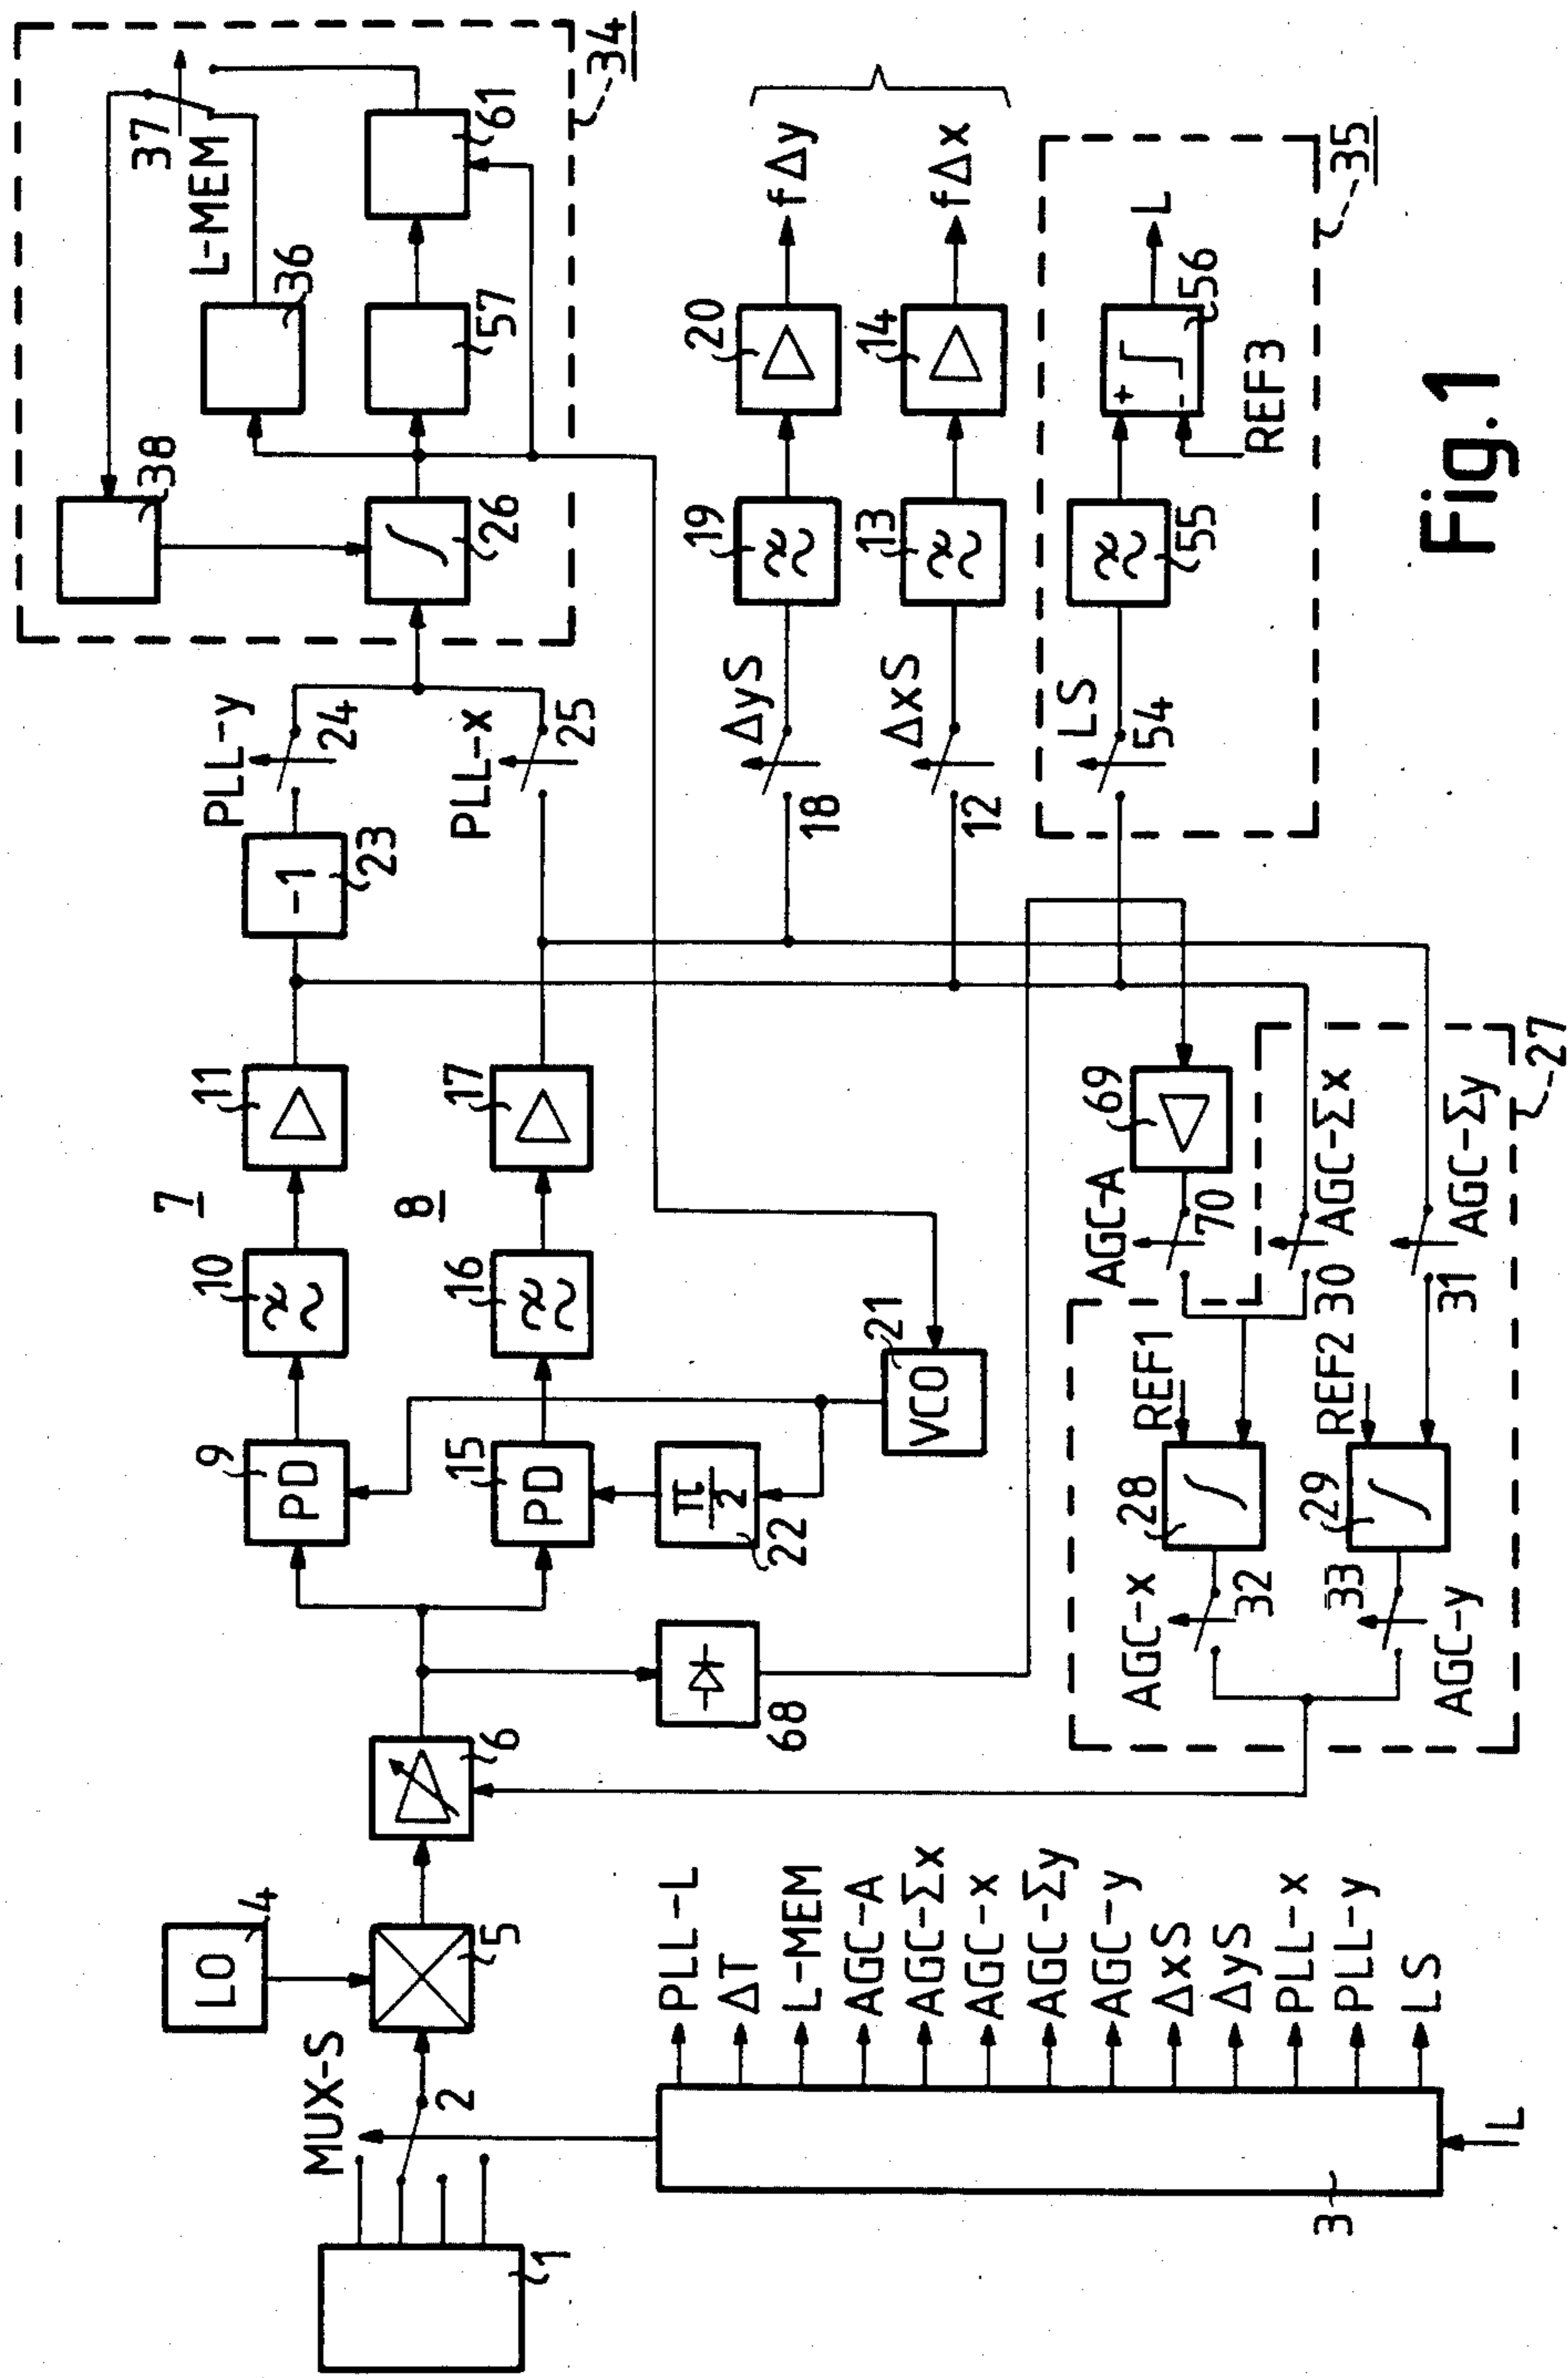 34
37
L-MEM
61
36
57
38
26
PLL-y
24
PLL-x
25
-1
23
7
11
10
9
PD
8
17
16
15
PD
π/2
22
VCO
21
20
fΔy
19
ΔyS
18
14
fΔx
13
ΔxS
12
35
L
56
+
-
REF3
55
LS
54
69
AGC-A
70
AGC-Σx
30
REF1
28
AGC-x
32
27
AGC-Σy
31
REF2
29
33
AGC-y
68
6
LO
4
5
MUX-S
2
1
PLL-L
ΔT
L-MEM
AGC-A
AGC-Σx
AGC-x
AGC-Σy
AGC-y
ΔxS
ΔyS
PLL-x
PLL-y
LS
3
L
Fig.1